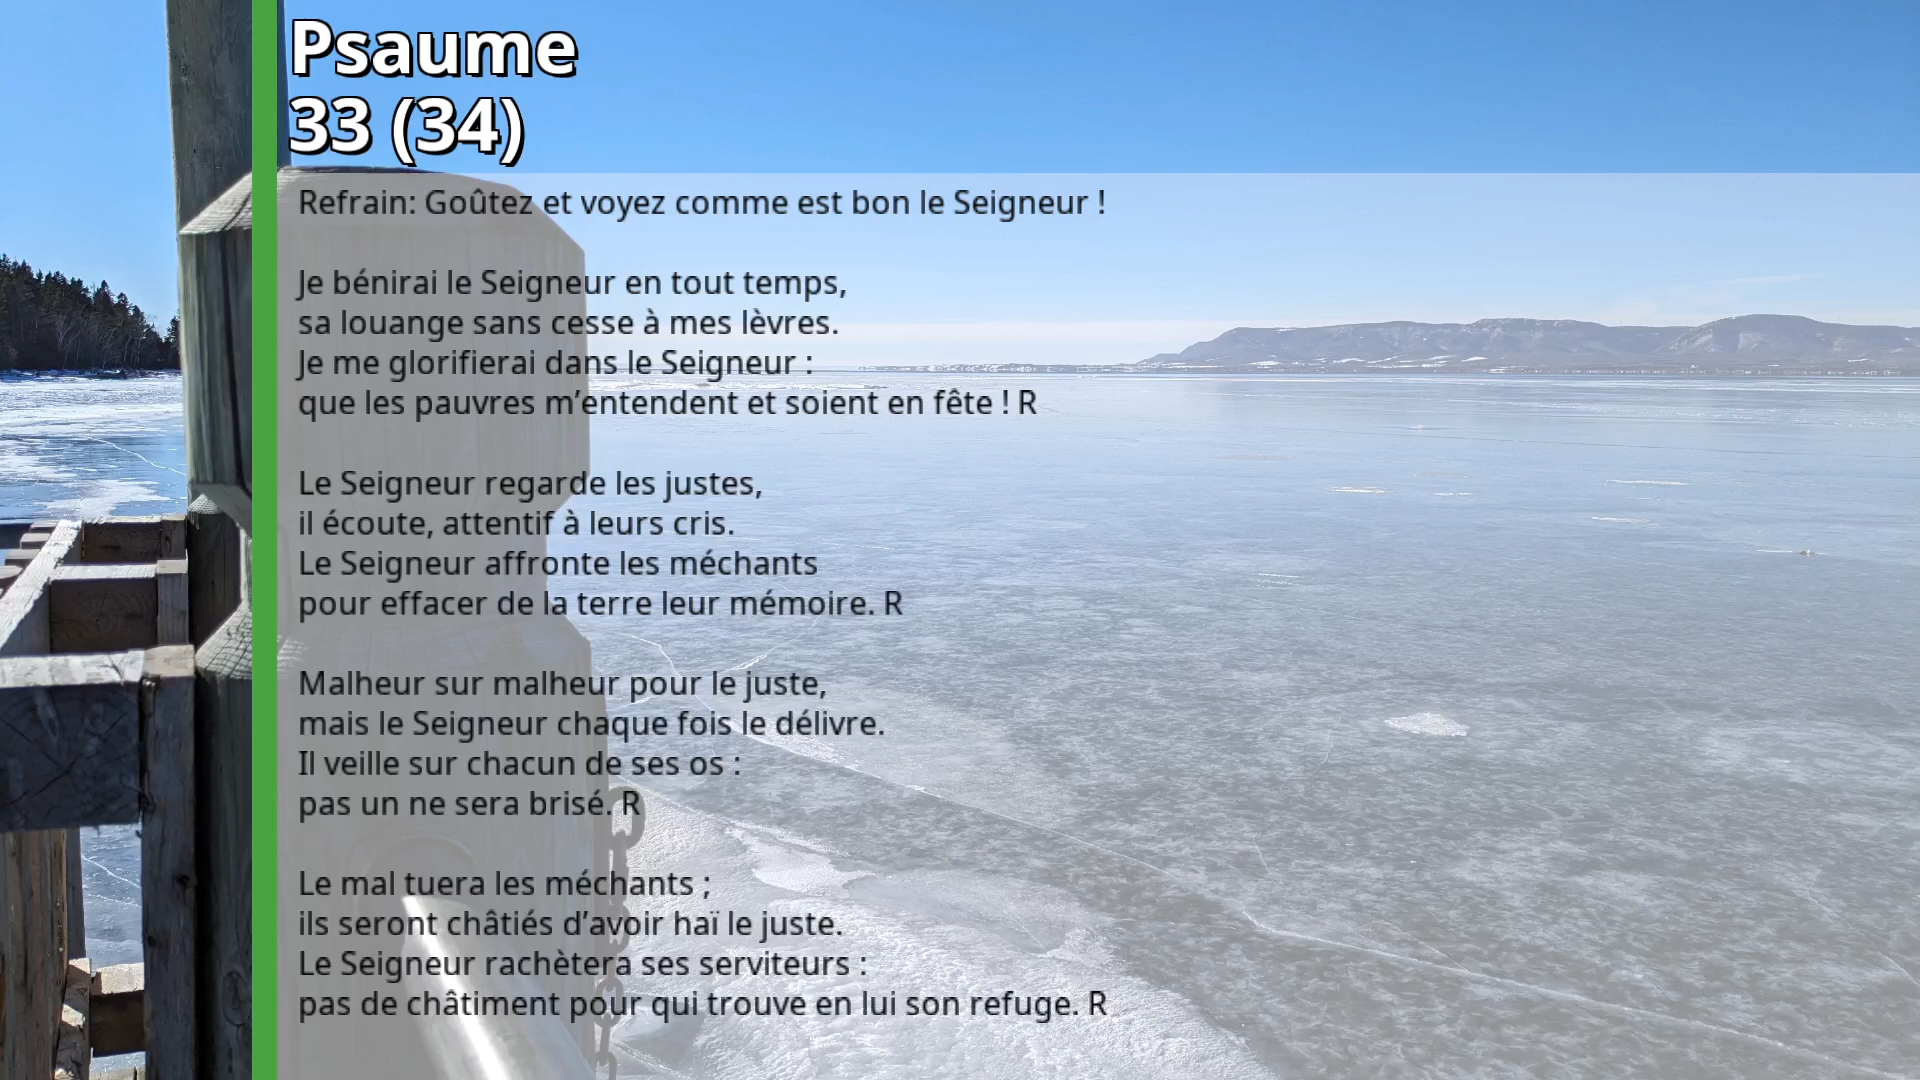 Psaume
33 (34)
Refrain: Goûtez et voyez comme est bon le Seigneur !
Je bénirai le Seigneur en tout temps,
sa louange sans cesse à mes lèvres.
Je me glorifierai dans le Seigneur :
que les pauvres m’entendent et soient en fête ! R
Le Seigneur regarde les justes,
il écoute, attentif à leurs cris.
Le Seigneur affronte les méchants
pour effacer de la terre leur mémoire. R
Malheur sur malheur pour le juste,
mais le Seigneur chaque fois le délivre.
Il veille sur chacun de ses os :
pas un ne sera brisé. R
Le mal tuera les méchants ;
ils seront châtiés d’avoir haï le juste.
Le Seigneur rachètera ses serviteurs :
pas de châtiment pour qui trouve en lui son refuge. R